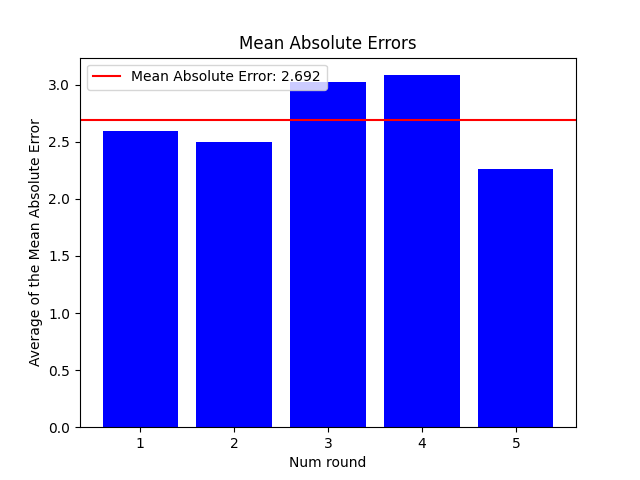 Mean Absolute Errors
Mean Absolute Error: 2.692
Average of the Mean Absolute Error
3.0
2.5
2.0
1.5
1.0
0.5
0.0
1 2 3 4 5
Num round